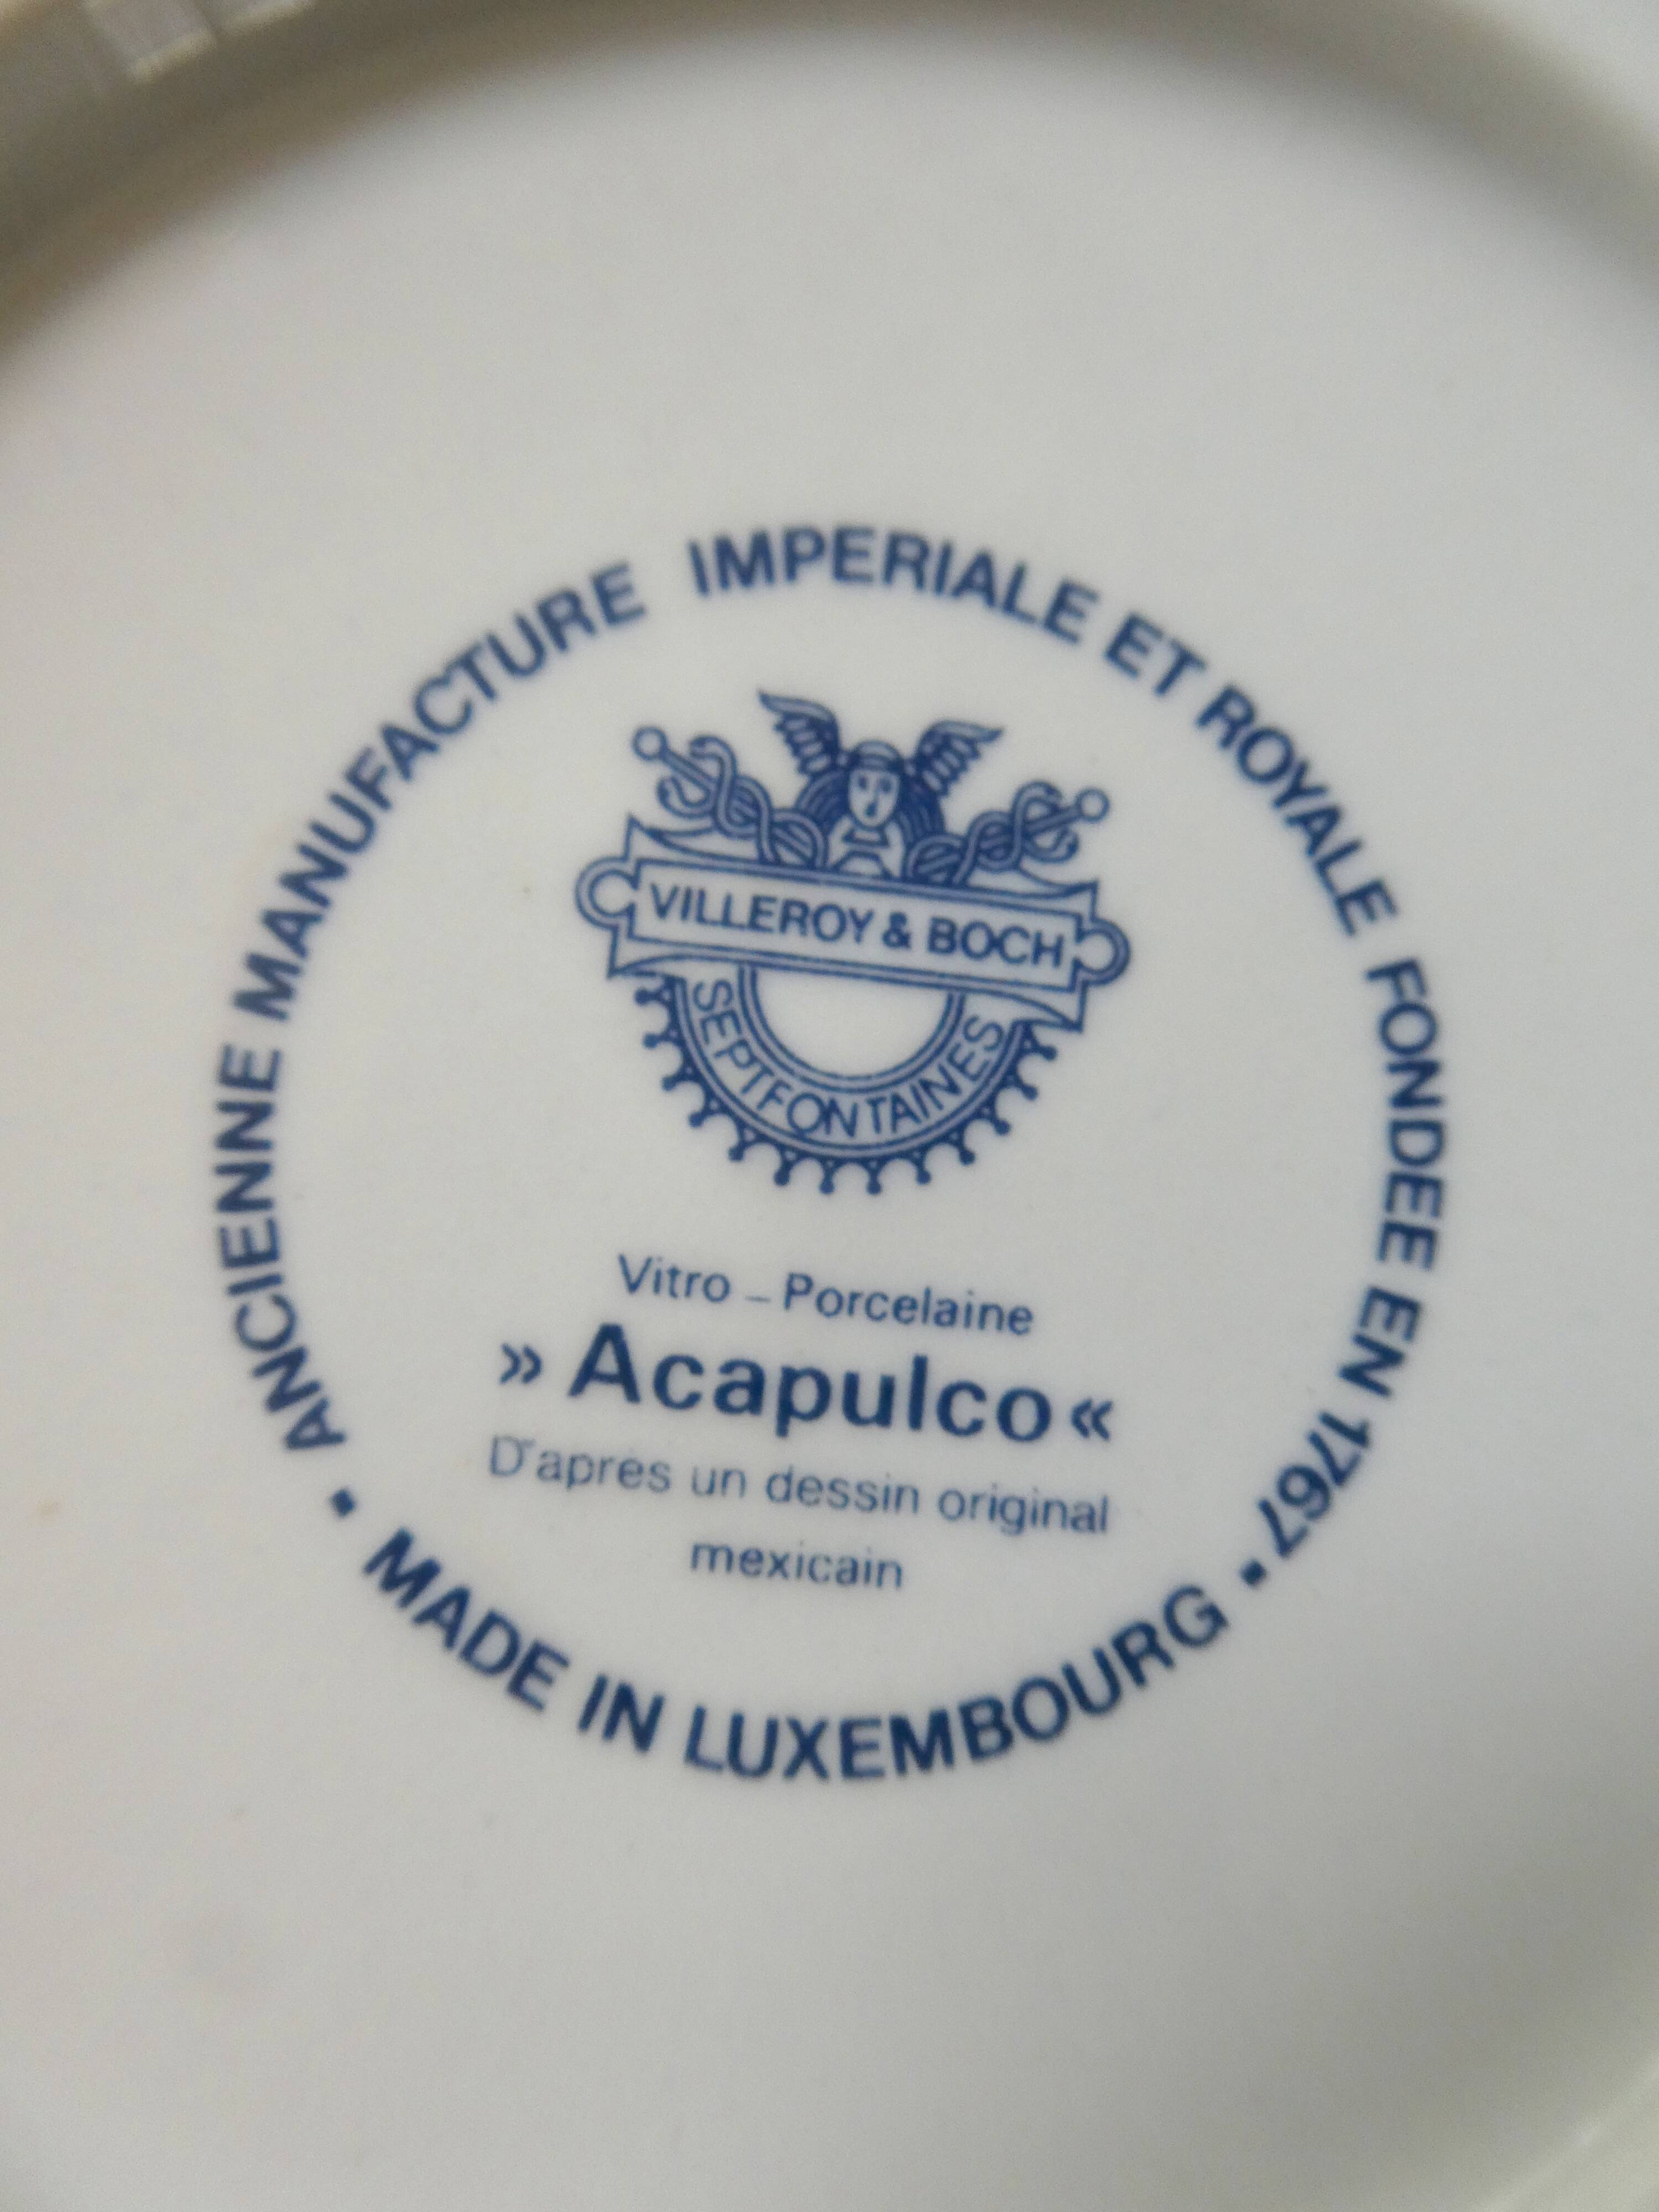 ANCIENNE MANUFACTURE IMPERIALE ET ROYALE FONDEE EN 1767 •
VILLEROY & BOCH
SEPTFONTAINES
Vitro – Porcelaine
» Acapulco «
D'apres un dessin original
mexicain
MADE IN LUXEMBOURG •